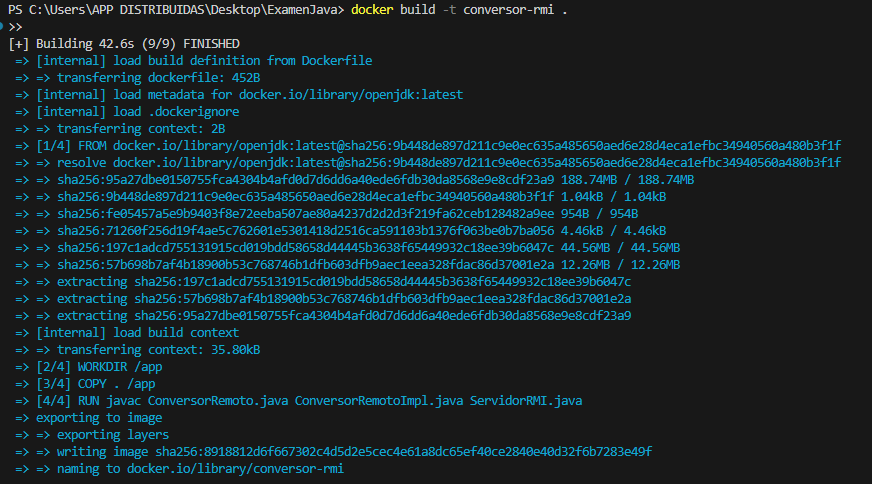 PS C:\Users\APP DISTRIBUIDAS\Desktop\ExamenJava> docker build -t conversor-rmi .
>>
[+] Building 42.6s (9/9) FINISHED
=> [internal] load build definition from Dockerfile
=> => transferring dockerfile: 452B
=> [internal] load metadata for docker.io/library/openjdk:latest
=> [internal] load .dockerignore
=> => transferring context: 2B
=> [1/4] FROM docker.io/library/openjdk:latest@sha256:9b448de897d211c9e0ec635a485650aed6e28d4eca1efbc34940560a480b3f1f
=> => resolve docker.io/library/openjdk:latest@sha256:9b448de897d211c9e0ec635a485650aed6e28d4eca1efbc34940560a480b3f1f
=> => sha256:95a27dbe0150755fca4304b4afd0d7d6dd6a40ede6fdb30da8568e9e8cdf23a9 188.74MB / 188.74MB
=> => sha256:9b448de897d211c9e0ec635a485650aed6e28d4eca1efbc34940560a480b3f1f 1.04kB / 1.04kB
=> => sha256:fe05457a5e9b9403f8e72eeba507ae80a4237d2d2d3f219fa62ceb128482a9ee 954B / 954B
=> => sha256:71260f256d19f4ae5c762601e5301418d2516ca591103b1376f063be0b7ba056 4.46kB / 4.46kB
=> => sha256:197c1adcd755131915cd019bdd58658d44445b3638f65449932c18ee39b6047c 44.56MB / 44.56MB
=> => sha256:57b698b7af4b18900b53c768746b1dfb603dfb9aec1eea328fdac86d37001e2a 12.26MB / 12.26MB
=> => extracting sha256:197c1adcd755131915cd019bdd58658d44445b3638f65449932c18ee39b6047c
=> => extracting sha256:57b698b7af4b18900b53c768746b1dfb603dfb9aec1eea328fdac86d37001e2a
=> => extracting sha256:95a27dbe0150755fca4304b4afd0d7d6dd6a40ede6fdb30da8568e9e8cdf23a9
=> [internal] load build context
=> => transferring context: 35.80kB
=> [2/4] WORKDIR /app
=> [3/4] COPY . /app
=> [4/4] RUN javac ConversorRemoto.java ConversorRemotoImpl.java ServidorRMI.java
=> exporting to image
=> => exporting layers
=> => writing image sha256:8918812d6f667302c4d5d2e5cec4e61a8dc65ef40ce2840e40d32f6b7283e49f
=> => naming to docker.io/library/conversor-rmi